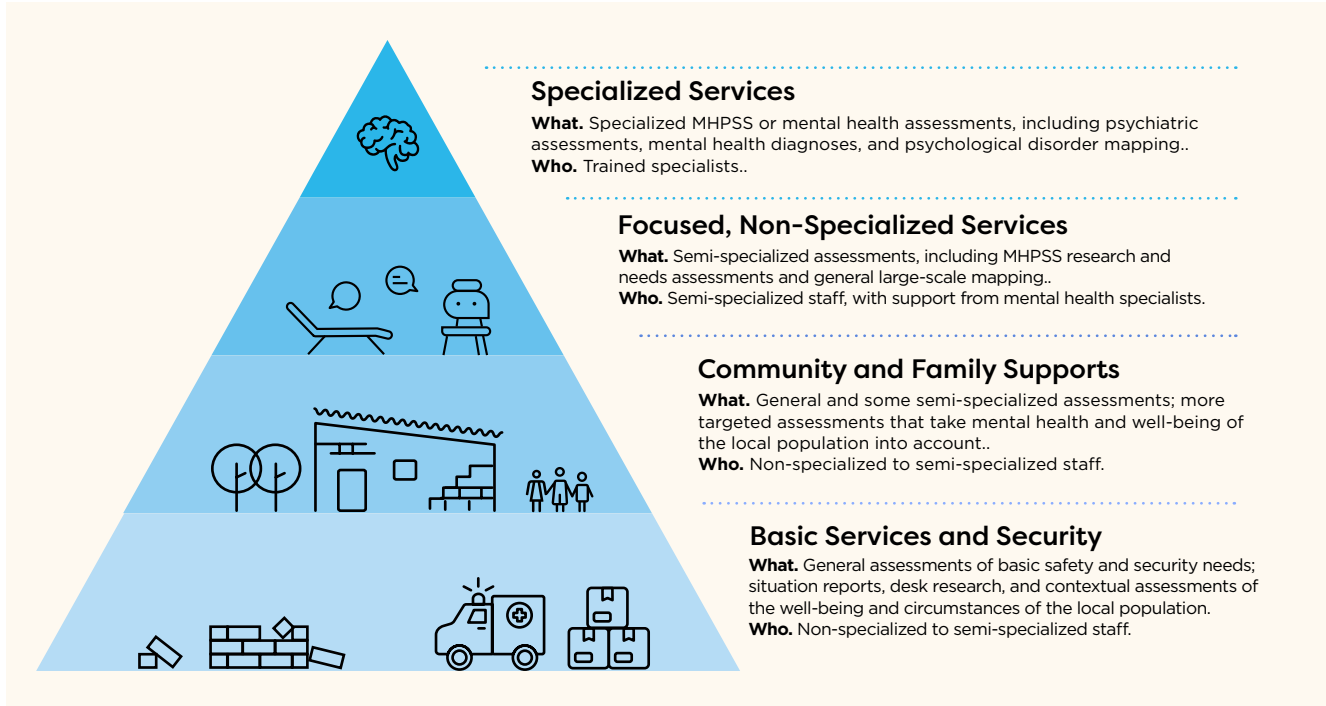 Specialized Services
What. Specialized MHPSS or mental health assessments, including psychiatric
assessments, mental health diagnoses, and psychological disorder mapping..
Who. Trained specialists..
Focused, Non-Specialized Services
What. Semi-specialized assessments, including MHPSS research and
needs assessments and general large-scale mapping..
Who. Semi-specialized staff, with support from mental health specialists.
Community and Family Supports
What. General and some semi-specialized assessments; more
targeted assessments that take mental health and well-being of
the local population into account..
Who. Non-specialized to semi-specialized staff.
Basic Services and Security
What. General assessments of basic safety and security needs;
situation reports, desk research, and contextual assessments of
the well-being and circumstances of the local population.
Who. Non-specialized to semi-specialized staff.